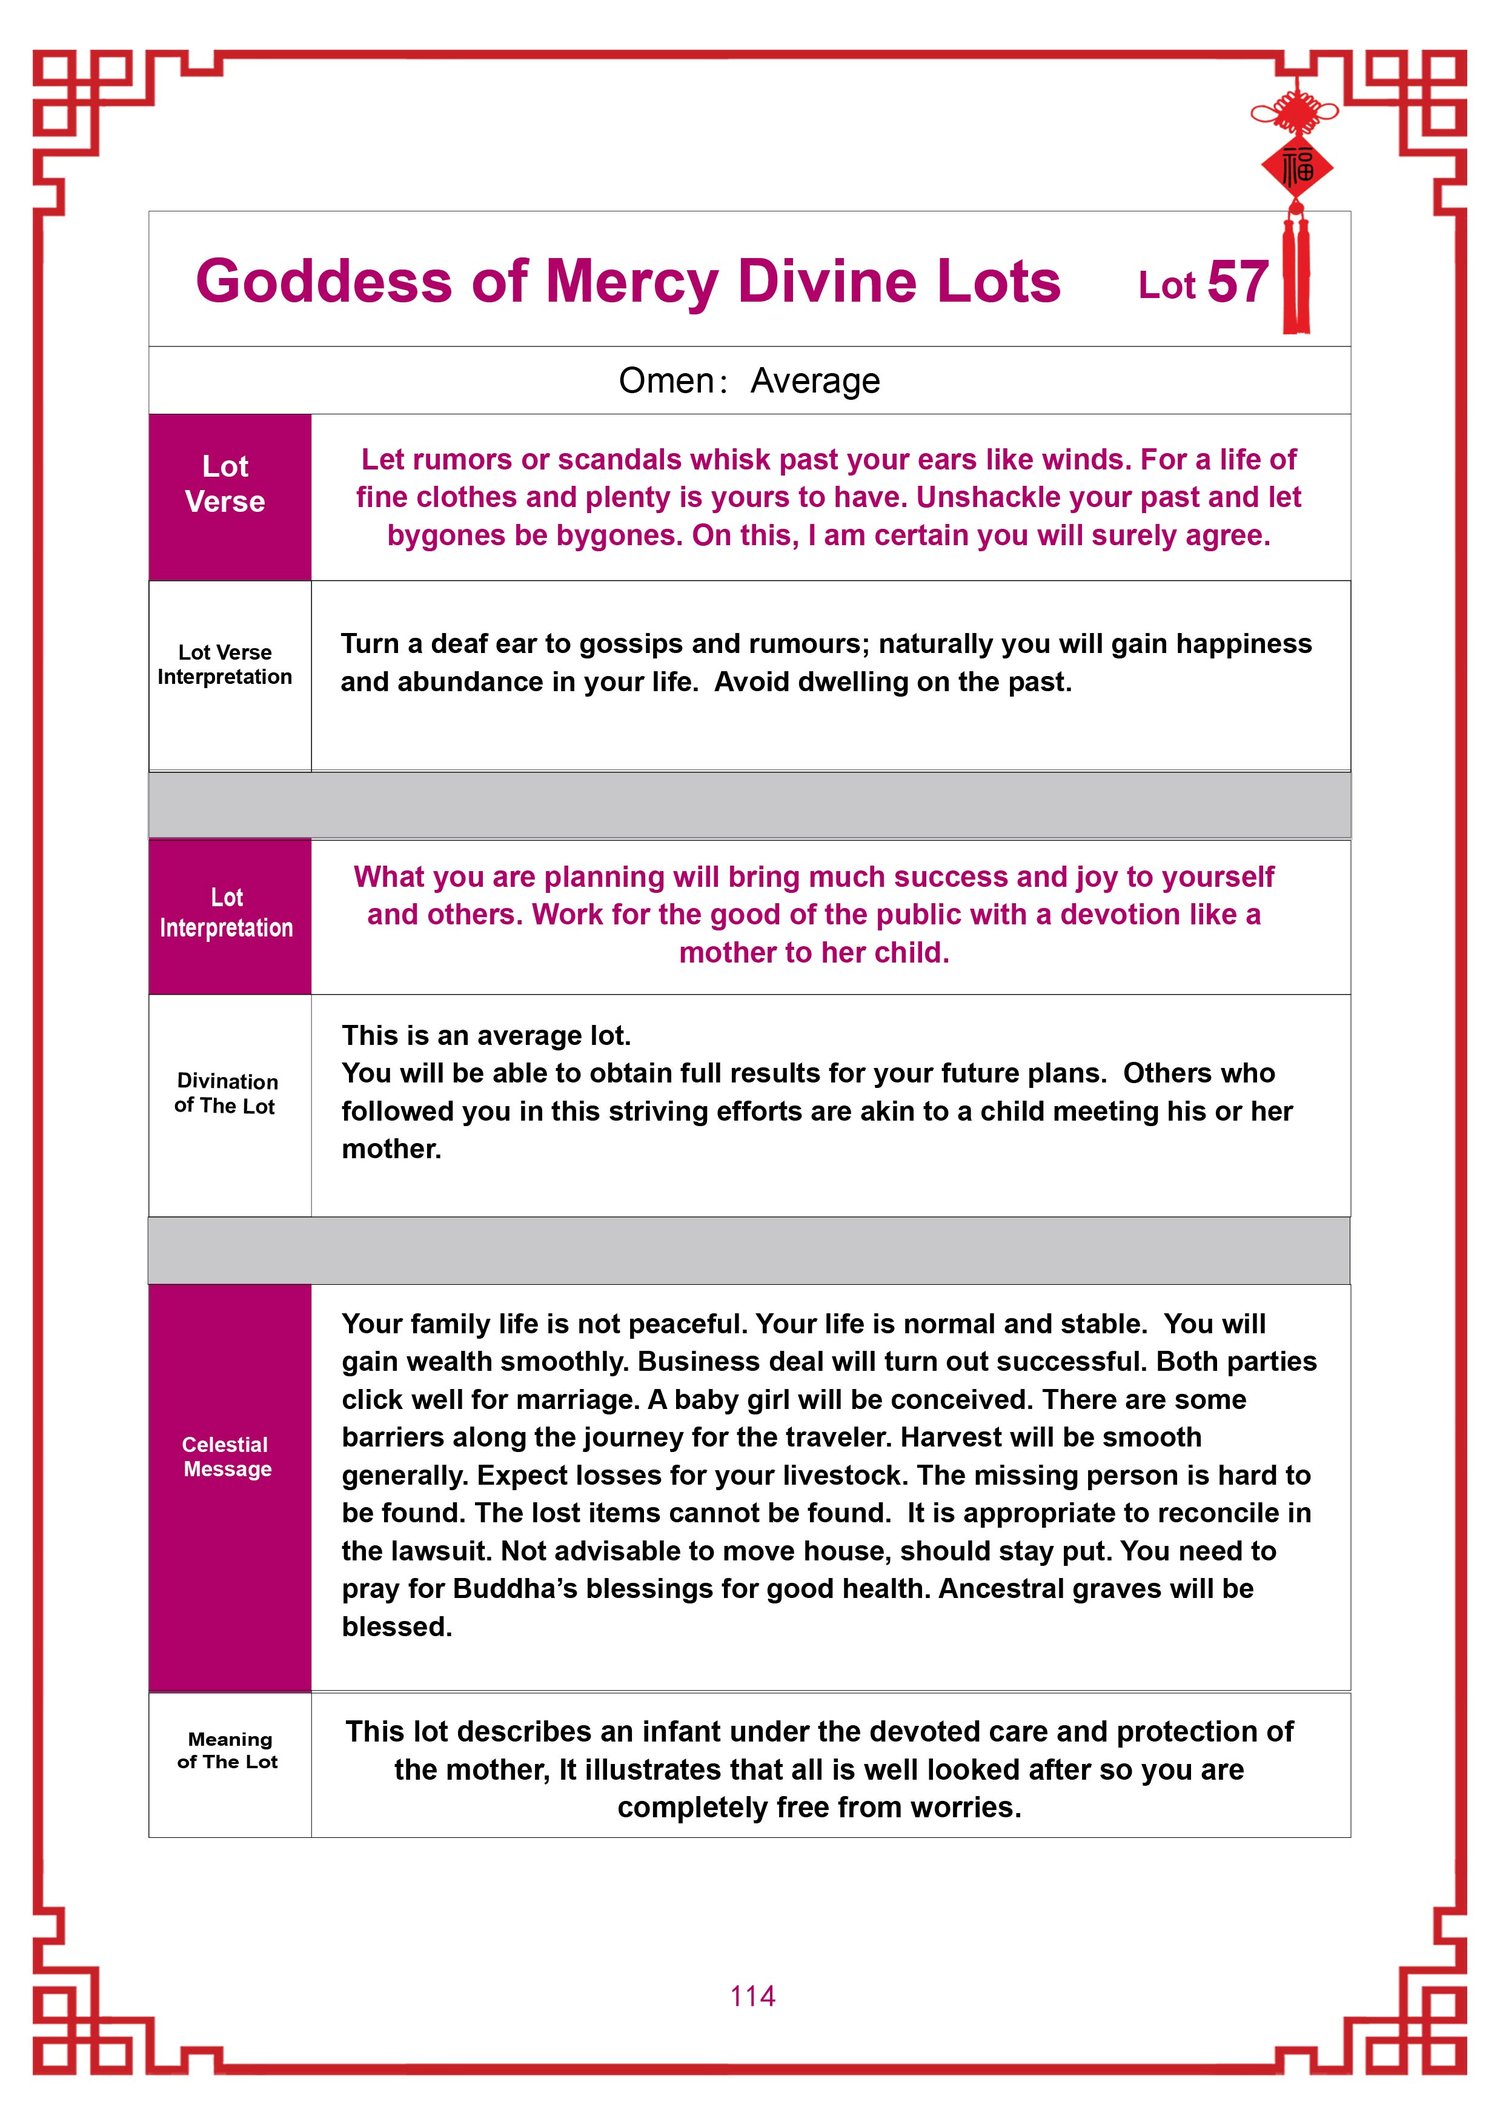 福
Goddess of Mercy Divine Lots Lot 57
Omen： Average
Lot
Verse
Let rumors or scandals whisk past your ears like winds. For a life of
fine clothes and plenty is yours to have. Unshackle your past and let
bygones be bygones. On this, I am certain you will surely agree.
Lot Verse
Interpretation
Turn a deaf ear to gossips and rumours; naturally you will gain happiness
and abundance in your life.  Avoid dwelling on the past.
Lot
Interpretation
What you are planning will bring much success and joy to yourself
and others. Work for the good of the public with a devotion like a
mother to her child.
Divination
of The Lot
This is an average lot.
You will be able to obtain full results for your future plans.  Others who
followed you in this striving efforts are akin to a child meeting his or her
mother.
Celestial
Message
Your family life is not peaceful. Your life is normal and stable.  You will
gain wealth smoothly. Business deal will turn out successful. Both parties
click well for marriage. A baby girl will be conceived. There are some
barriers along the journey for the traveler. Harvest will be smooth
generally. Expect losses for your livestock. The missing person is hard to
be found. The lost items cannot be found.  It is appropriate to reconcile in
the lawsuit. Not advisable to move house, should stay put. You need to
pray for Buddha’s blessings for good health. Ancestral graves will be
blessed.
Meaning
of The Lot
This lot describes an infant under the devoted care and protection of
the mother, It illustrates that all is well looked after so you are
completely free from worries.
114